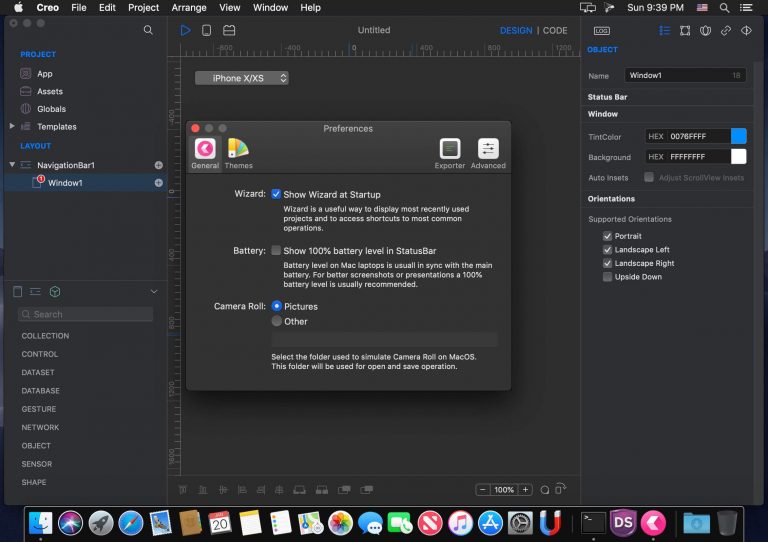 Creo File Edit Project Arrange View Window Help
Sun 9:39 PM
Untitled
DESIGN | CODE
LOG
-800 -400 0 400 800 1200
PROJECT
App
Assets
Globals
Templates
LAYOUT
NavigationBar1
Window1
iPhone X/XS
Preferences
General
Themes
Exporter
Advanced
Wizard: Show Wizard at Startup
Wizard is a useful way to display most recently used
projects and to access shortcuts to most common
operations.
Battery: Show 100% battery level in StatusBar
Battery level on Mac laptops is usuall in sync with the main
battery. For better screenshots or presentations a 100%
battery level is usually recommended.
Camera Roll: Pictures
Other
Select the folder used to simulate Camera Roll on MacOS.
This folder will be used for open and save operation.
OBJECT
Name Window1 18
Status Bar
Window
TintColor HEX 0076FFFF
Background HEX FFFFFFFF
Auto Insets Adjust ScrollView Insets
Orientations
Supported Orientations
Portrait
Landscape Left
Landscape Right
Upside Down
Search
COLLECTION
CONTROL
DATASET
DATABASE
GESTURE
NETWORK
OBJECT
SENSOR
SHAPE
100%
JAN
20
DS